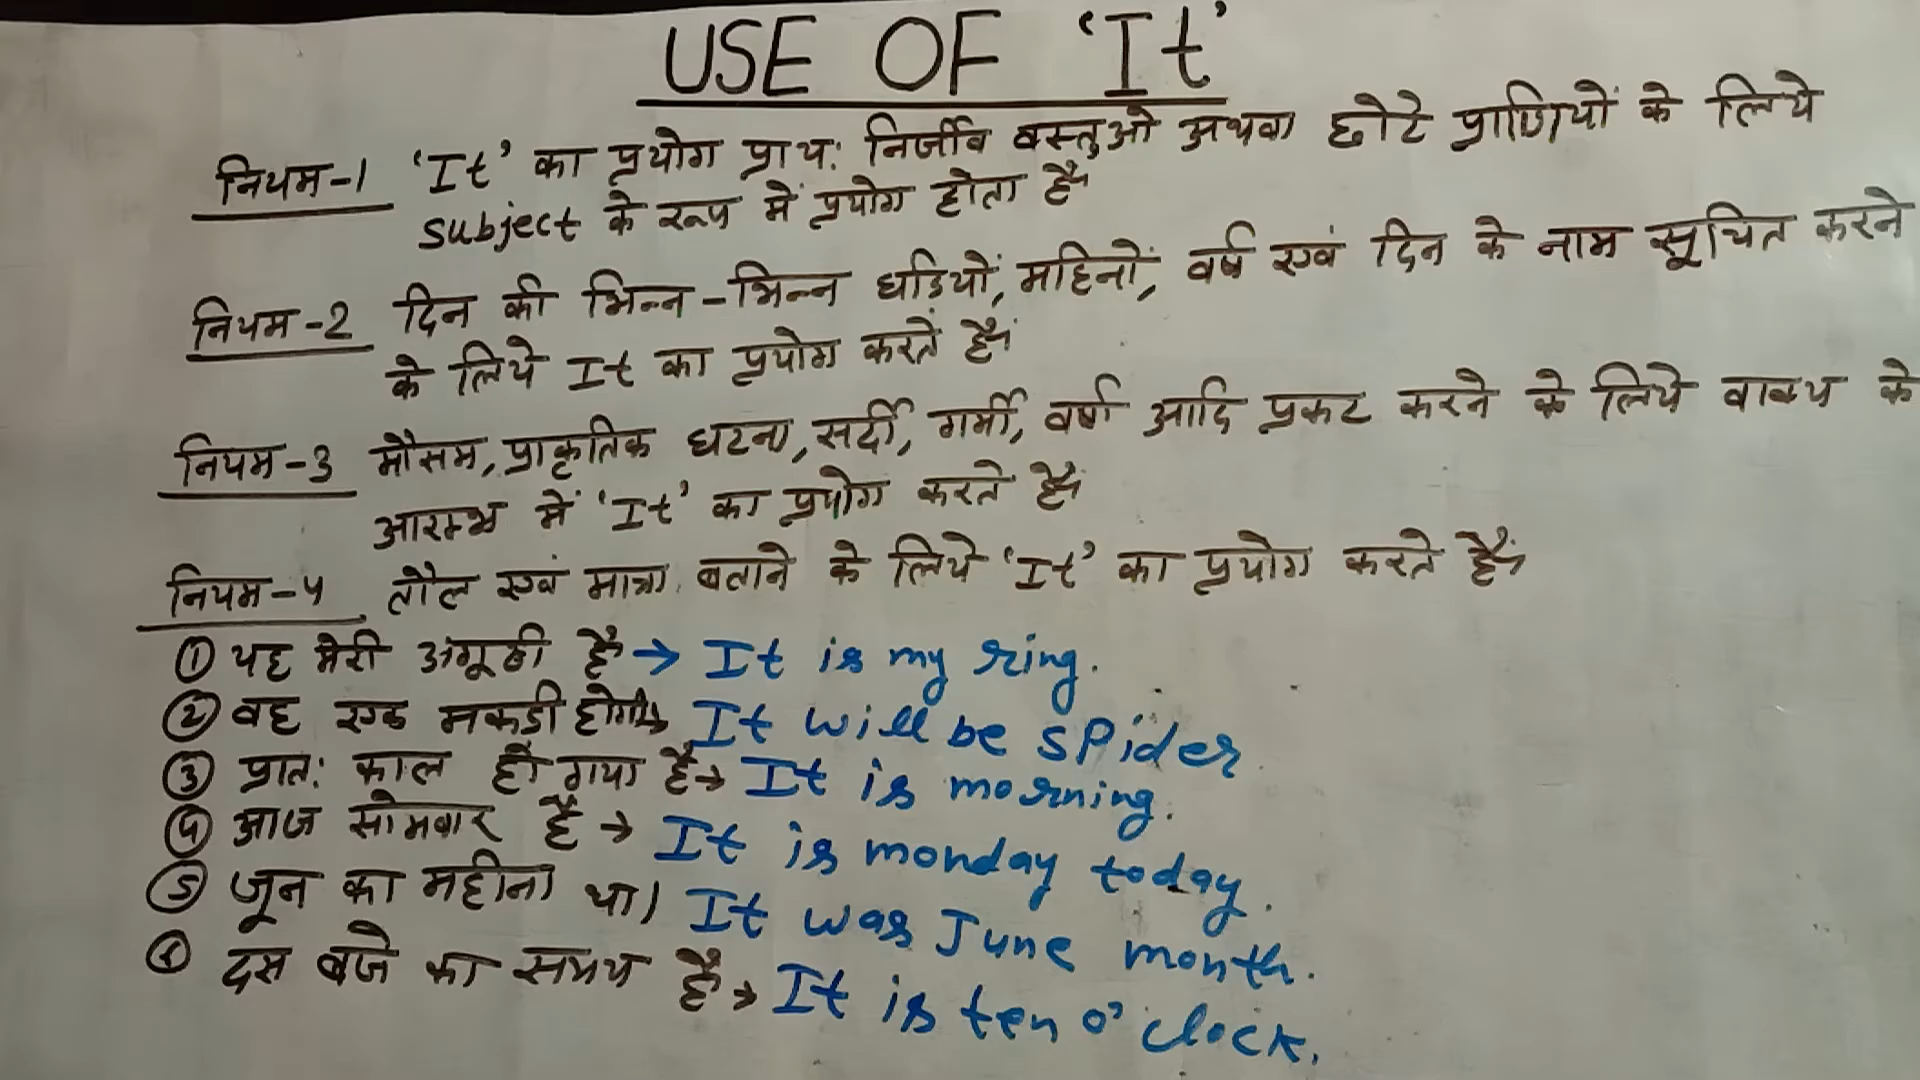 USE OF 'It'
नियम-1 'It' का प्रयोग प्रायः निर्जीव वस्तुओ अथवा छोटे प्राणियों के लिये
subject के रूप में प्रयोग होता है
नियम-2 दिन की भिन्न-भिन्न घडियों, महिनों, वर्ष एवं दिन के नाम सूचित करने
के लिये It का प्रयोग करते हैं
नियम-3 मौसम, प्राकृतिक घटना, सर्दी, गर्मी, वर्षा आदि प्रकट करने के लिये वाक्य के
आरम्भ में 'It' का प्रयोग करते हैं
नियम-4 तौल एवं मात्रा बताने के लिये 'It' का प्रयोग करते हैं
① यह मेरी अंगूठी है → It is my ring.
② वह एक मकडी होगी→ It will be spider
③ प्रातः काल हो गया है→ It is morning.
④ आज सोमवार है → It is monday today.
⑤ जून का महीना था। It was June month.
⑥ दस बजे का समय है → It is ten o'clock.